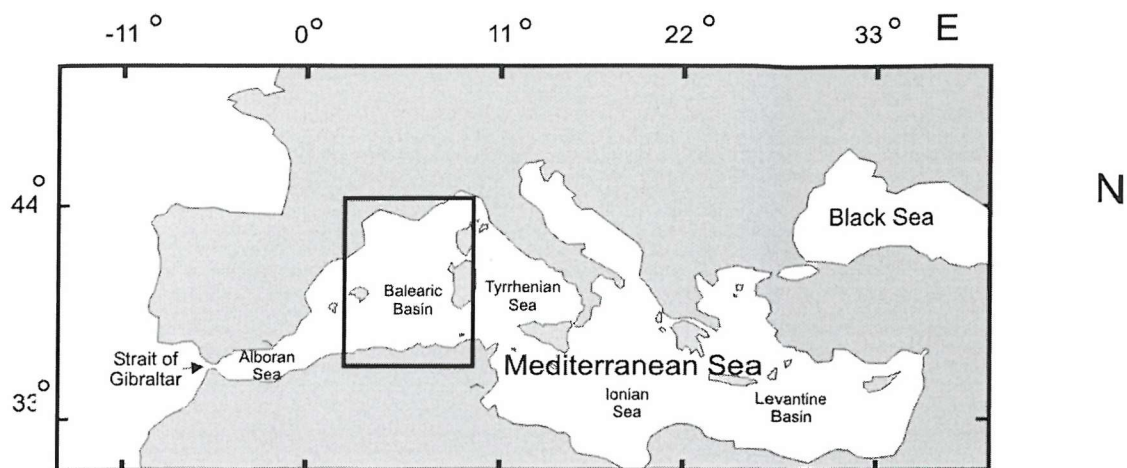 -11° 0° 11° 22° 33° E
44°
N
Black Sea
Balearic
Basin
Tyrrhenian
Sea
Strait of
Gibraltar
Alboran
Sea
Mediterranean Sea
Ionian
Sea
Levantine
Basin